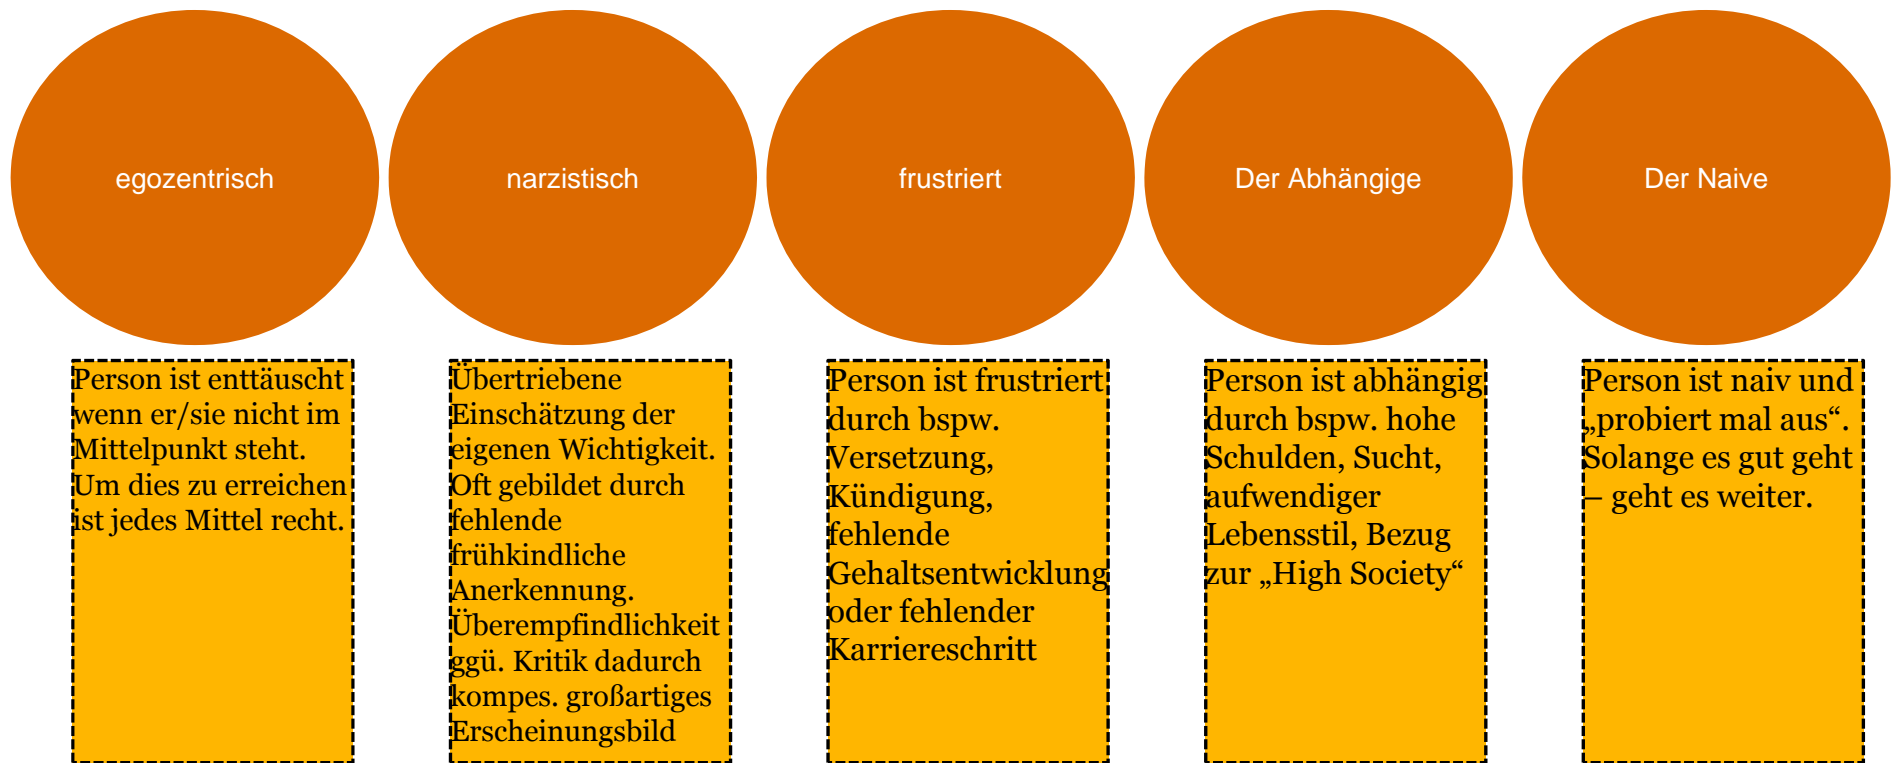 egozentrisch
narzistisch
frustriert
Der Abhängige
Der Naive
Person ist enttäuscht
wenn er/sie nicht im
Mittelpunkt steht.
Um dies zu erreichen
ist jedes Mittel recht.
Übertriebene
Einschätzung der
eigenen Wichtigkeit.
Oft gebildet durch
fehlende
frühkindliche
Anerkennung.
Überempfindlichkeit
ggü. Kritik dadurch
kompes. großartiges
Erscheinungsbild
Person ist frustriert
durch bspw.
Versetzung,
Kündigung,
fehlende
Gehaltsentwicklung
oder fehlender
Karriereschritt
Person ist abhängig
durch bspw. hohe
Schulden, Sucht,
aufwendiger
Lebensstil, Bezug
zur „High Society“
Person ist naiv und
„probiert mal aus“.
Solange es gut geht
– geht es weiter.